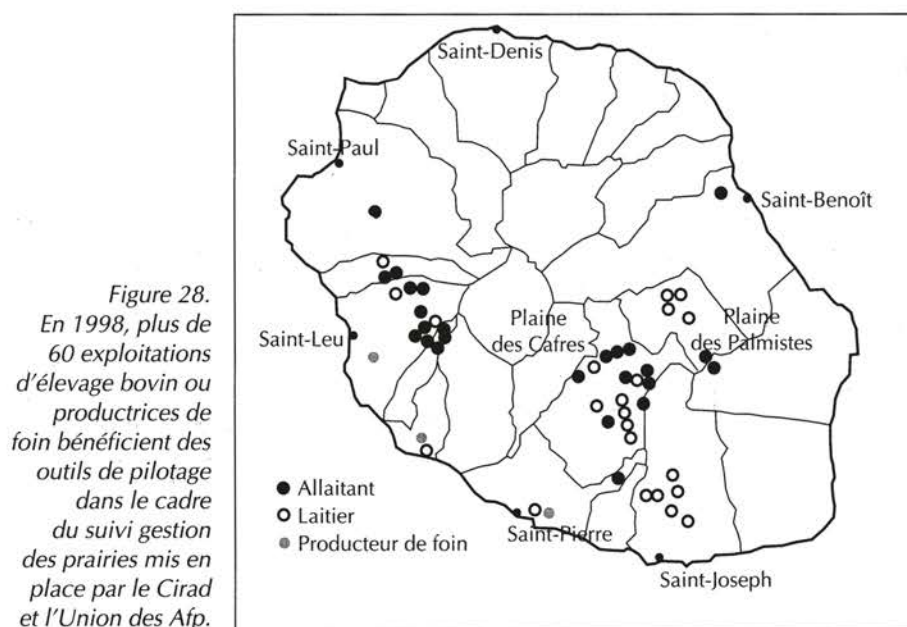 Figure 28.
En 1998, plus de
60 exploitations
d'élevage bovin ou
productrices de
foin bénéficient des
outils de pilotage
dans le cadre
du suivi gestion
des prairies mis en
place par le Cirad
et l'Union des Afp.
Saint-Denis
Saint-Paul
Saint-Benoît
Saint-Leu
Plaine
des Cafres
Plaine
des Palmistes
Allaitant
Laitier
Producteur de foin
Saint-Pierre
Saint-Joseph